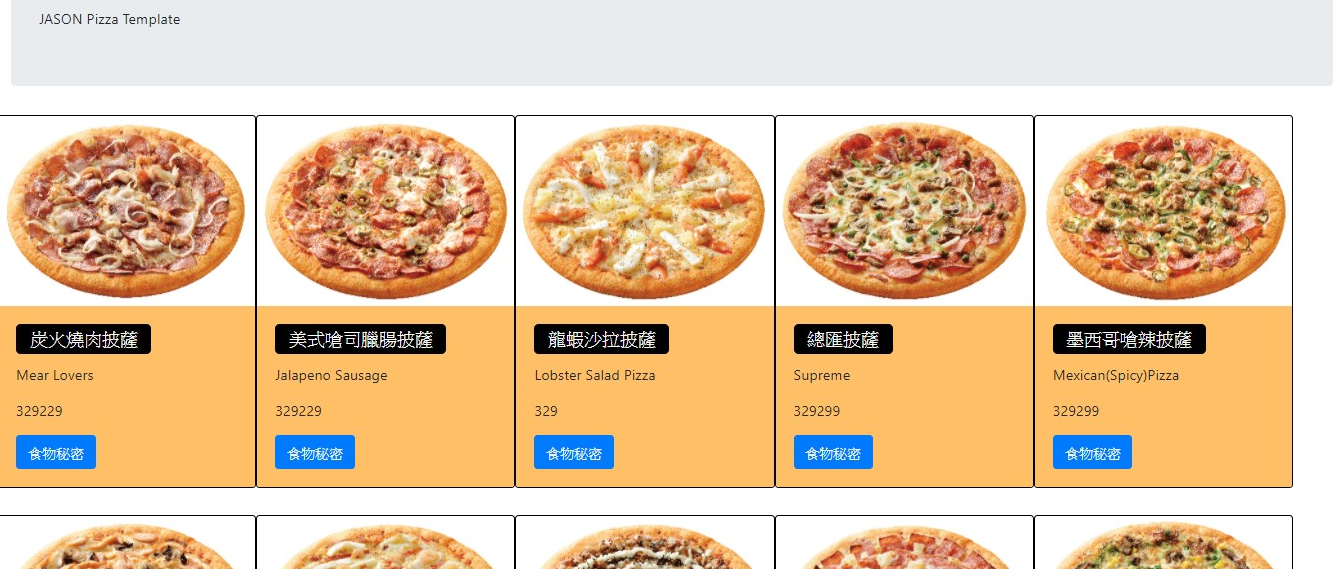 JASON Pizza Template
炭火燒肉披薩
Mear Lovers
329229
食物秘密
美式嗆司臘腸披薩
Jalapeno Sausage
329229
食物秘密
龍蝦沙拉披薩
Lobster Salad Pizza
329
食物秘密
總匯披薩
Supreme
329299
食物秘密
墨西哥嗆辣披薩
Mexican(Spicy)Pizza
329299
食物秘密